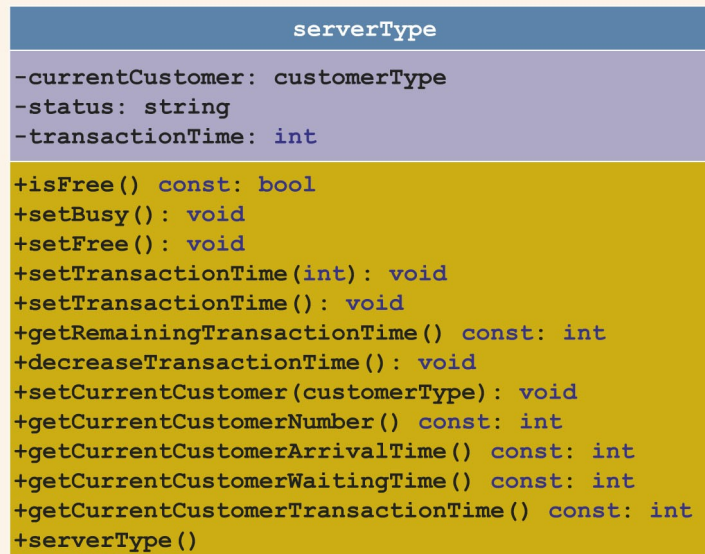 serverType
-currentCustomer: customerType
-status: string
-transactionTime: int
+isFree() const: bool
+setBusy(): void
+setFree(): void
+setTransactionTime(int): void
+setTransactionTime(): void
+getRemainingTransactionTime() const: int
+decreaseTransactionTime(): void
+setCurrentCustomer(customerType): void
+getCurrentCustomerNumber() const: int
+getCurrentCustomerArrivalTime() const: int
+getCurrentCustomerWaitingTime() const: int
+getCurrentCustomerTransactionTime() const: int
+serverType()